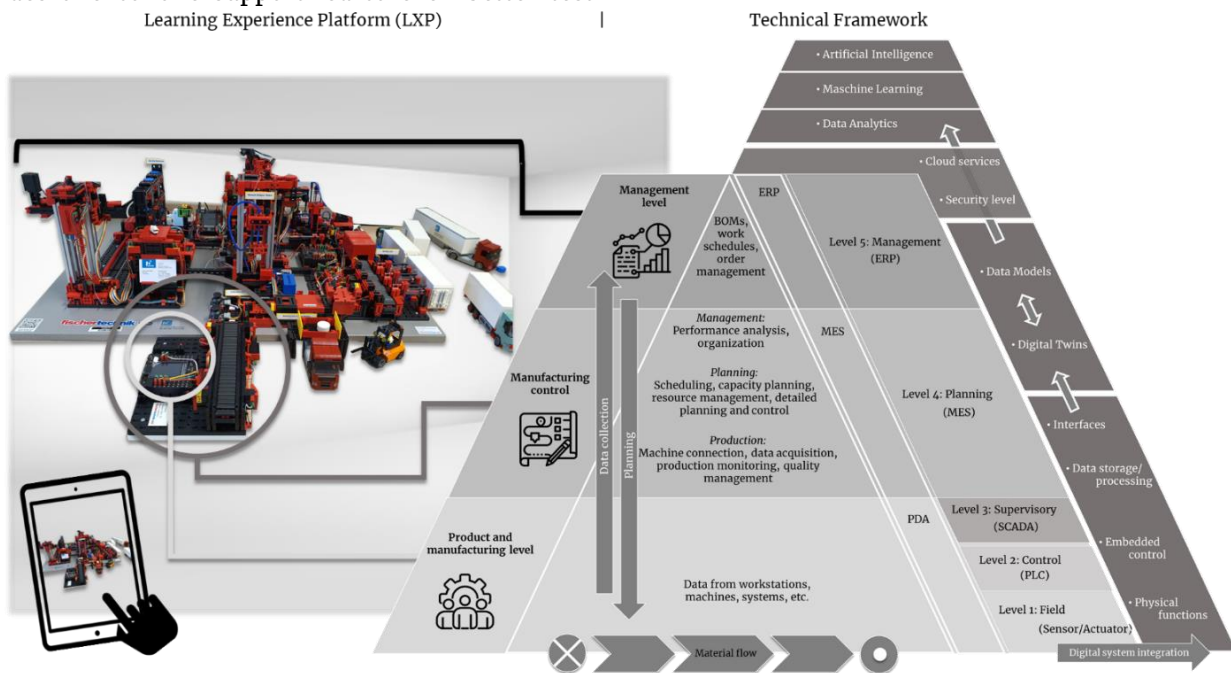 Learning Experience Platform (LXP)
|
Technical Framework
• Artificial Intelligence
• Maschine Learning
• Data Analytics
• Cloud services
• Security level
• Data Models
• Digital Twins
• Interfaces
• Data storage/
processing
• Embedded
control
• Physical
functions
Management
level
Manufacturing
control
Product and
manufacturing level
Data collection
Planning
ERP
BOMs,
work
schedules,
order
management
MES
Management:
Performance analysis,
organization
Planning:
Scheduling, capacity planning,
resource management, detailed
planning and control
Production:
Machine connection, data acquisition,
production monitoring, quality
management
PDA
Data from workstations,
machines, systems, etc.
Level 5: Management
(ERP)
Level 4: Planning
(MES)
Level 3: Supervisory
(SCADA)
Level 2: Control
(PLC)
Level 1: Field
(Sensor/Actuator)
Material flow
Digital system integration
fischertechnik